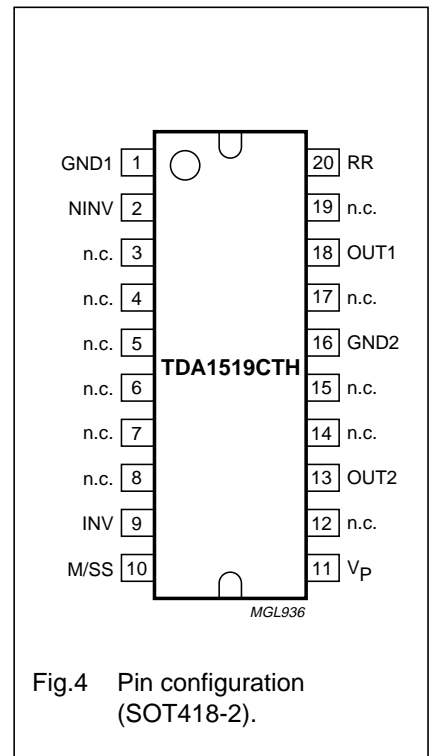 GND1 1 20 RR
NINV 2 19 n.c.
n.c. 3 18 OUT1
n.c. 4 17 n.c.
n.c. 5 16 GND2
TDA1519CTH
n.c. 6 15 n.c.
n.c. 7 14 n.c.
n.c. 8 13 OUT2
INV 9 12 n.c.
M/SS 10 11 VP
MGL936
Fig.4 Pin configuration
(SOT418-2).